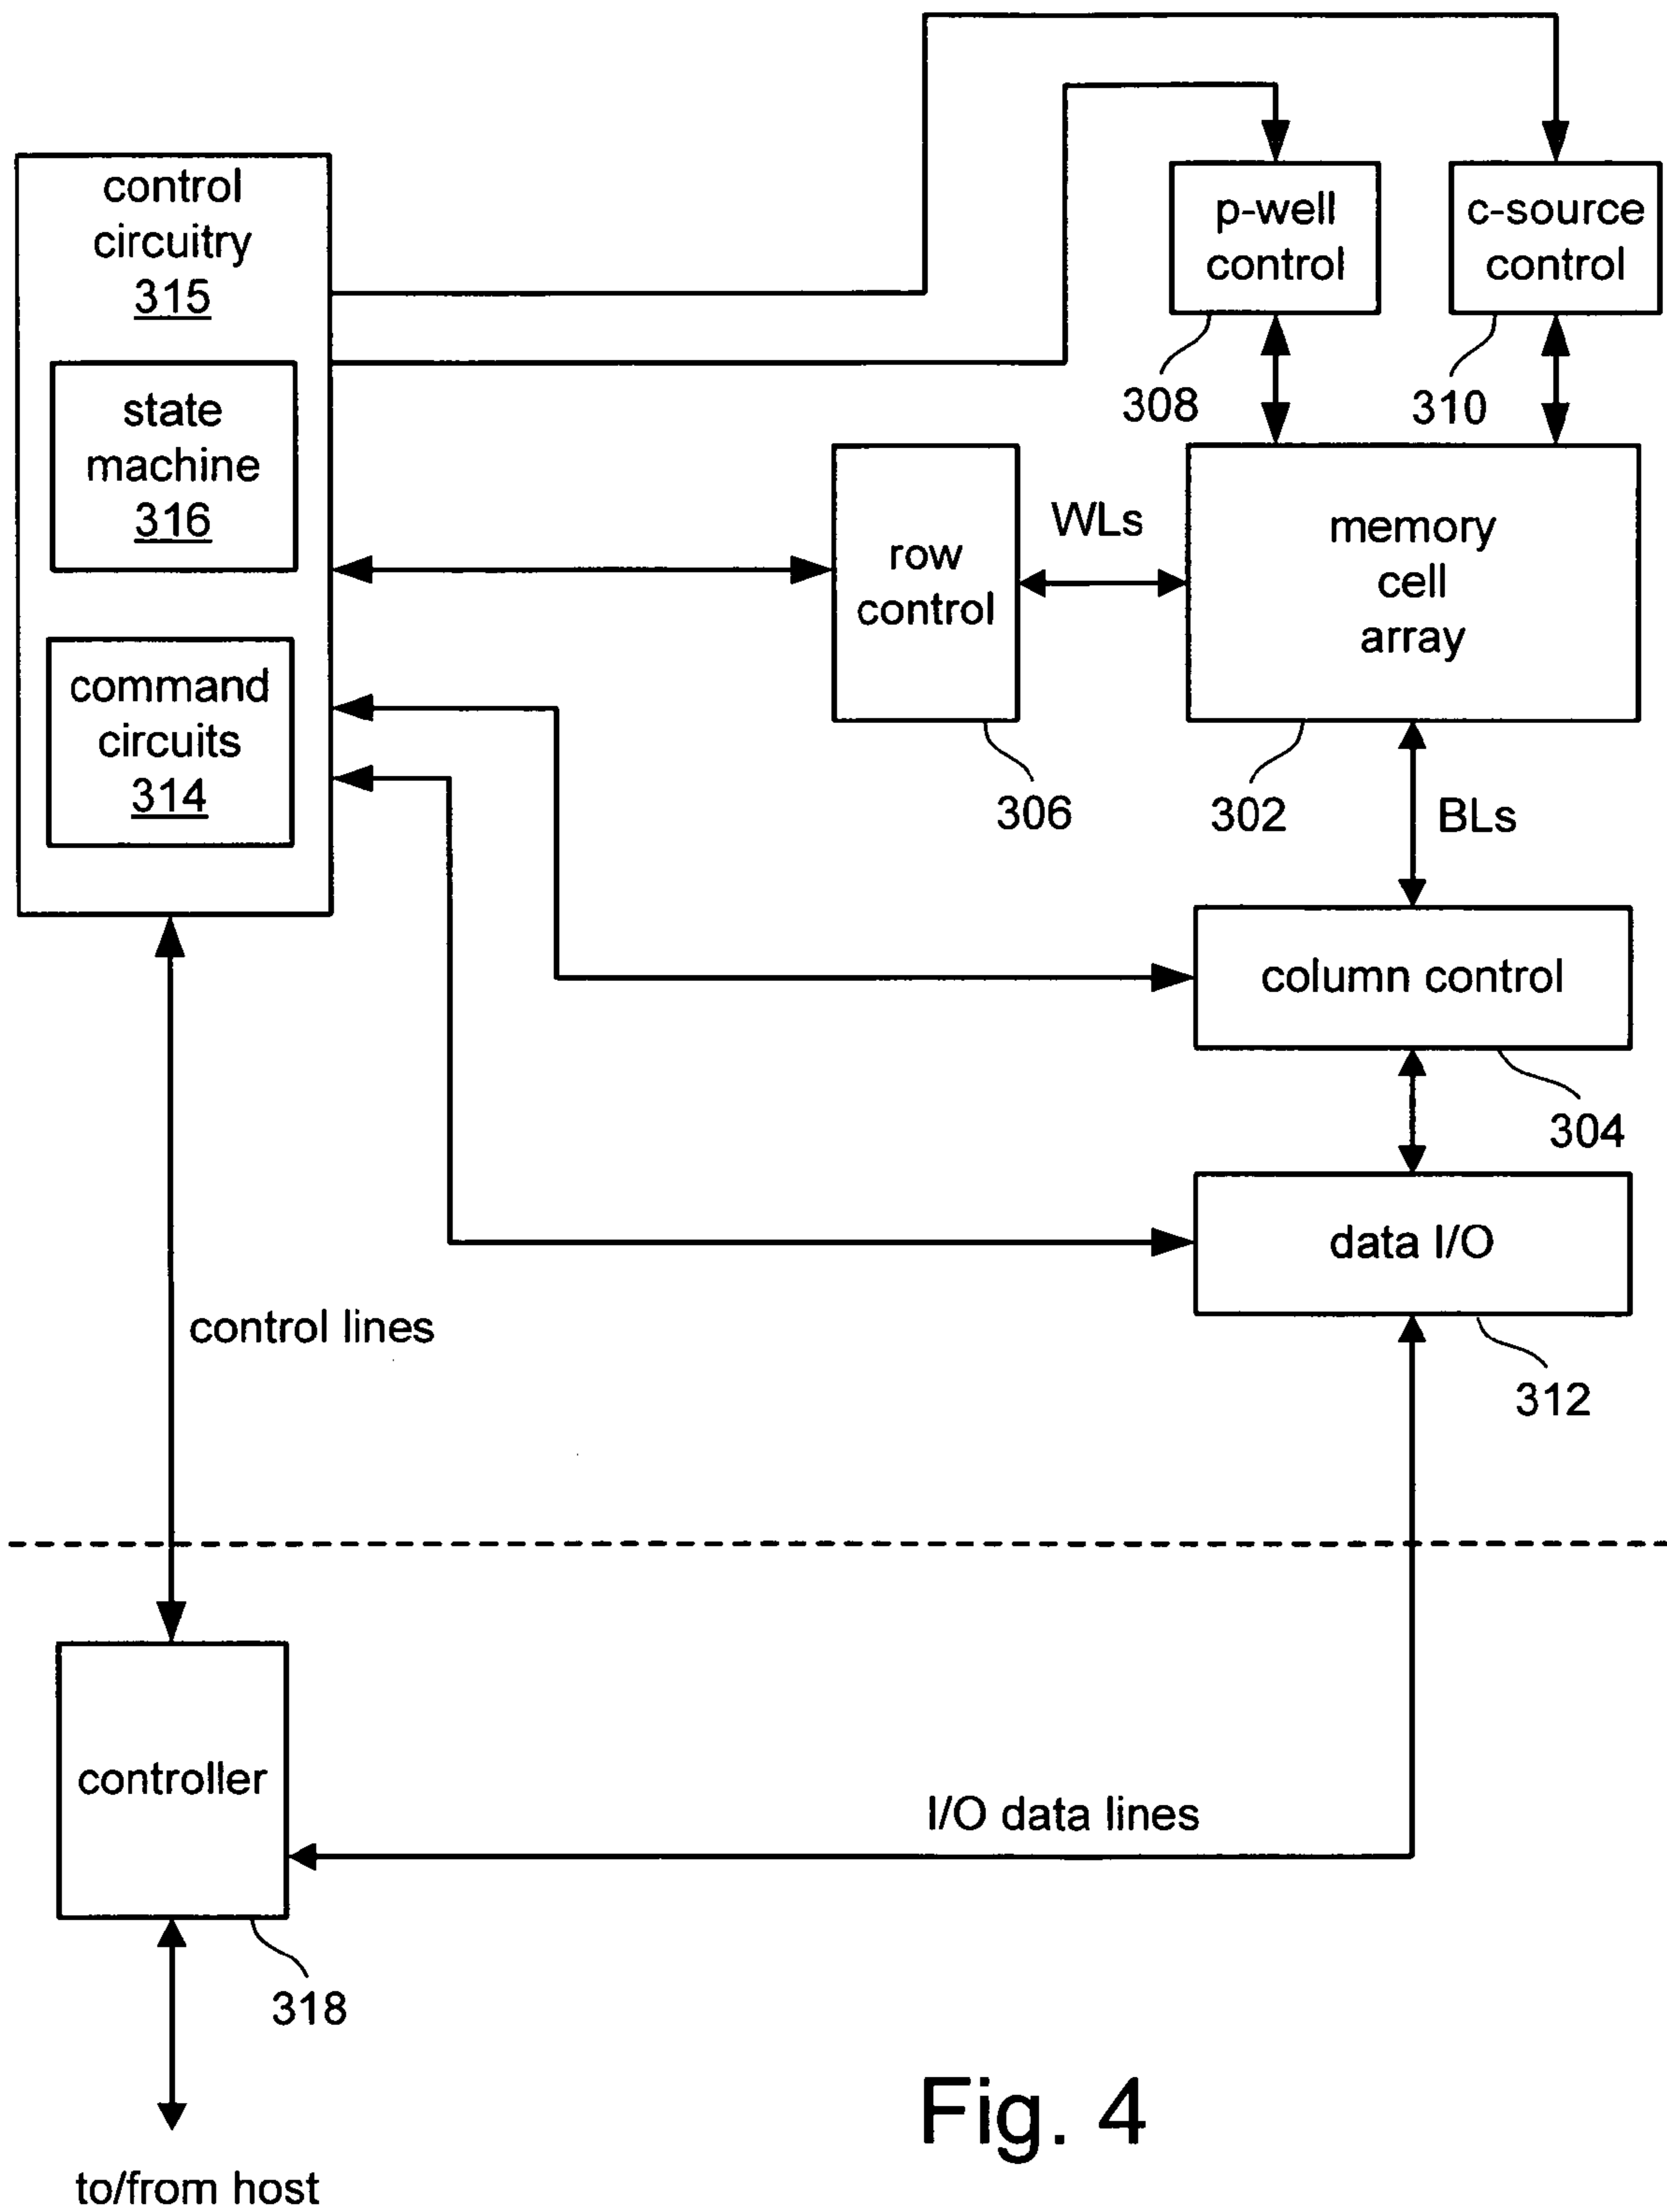 control
circuitry
315
state
machine
316
command
circuits
314
p-well
control
308
c-source
control
310
row
control
306
WLs
memory
cell
array
302
BLs
column control
304
data I/O
312
control lines
controller
318
I/O data lines
to/from host
Fig. 4